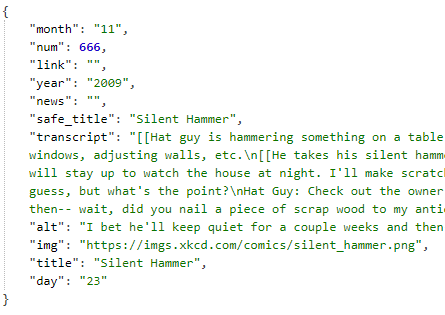 {
"month": "11",
"num": 666,
"link": "",
"year": "2009",
"news": "",
"safe_title": "Silent Hammer",
"transcript": "[[Hat guy is hammering something on a table
windows, adjusting walls, etc.\n[[He takes his silent hamm
will stay up to watch the house at night. I'll make scratc
guess, but what's the point?\nHat Guy: Check out the owner
then-- wait, did you nail a piece of scrap wood to my anti
"alt": "I bet he'll keep quiet for a couple weeks and then
"img": "https://imgs.xkcd.com/comics/silent_hammer.png",
"title": "Silent Hammer",
"day": "23"
}